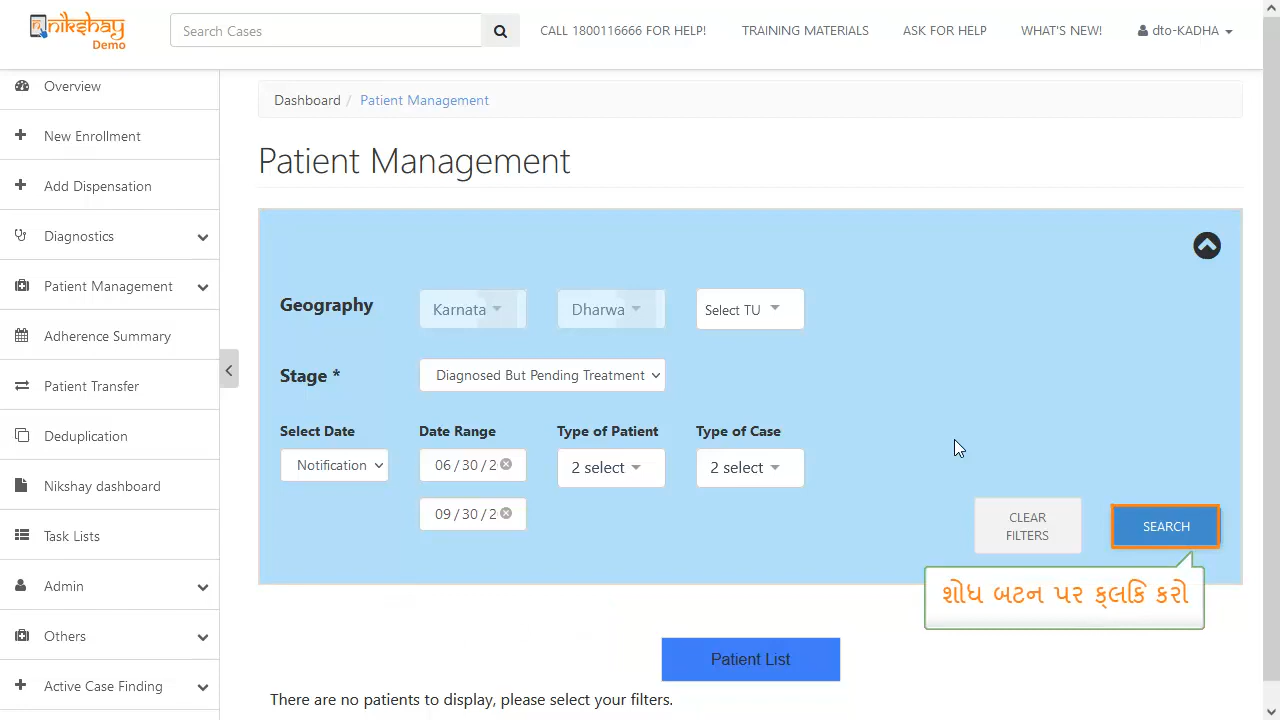 nikshay
Demo
Search Cases
CALL 1800116666 FOR HELP!
TRAINING MATERIALS
ASK FOR HELP
WHAT'S NEW!
dto-KADHA
Overview
New Enrollment
Add Dispensation
Diagnostics
Patient Management
Adherence Summary
Patient Transfer
Deduplication
Nikshay dashboard
Task Lists
Admin
Others
Active Case Finding
Dashboard / Patient Management
Patient Management
Geography
Karnata
Dharwa
Select TU
Stage *
Diagnosed But Pending Treatment
Select Date
Date Range
Type of Patient
Type of Case
Notification
06/30/2
2 select
2 select
09/30/2
CLEAR
FILTERS
SEARCH
શોધ બટન પર ક્લિક કરો
Patient List
There are no patients to display, please select your filters.